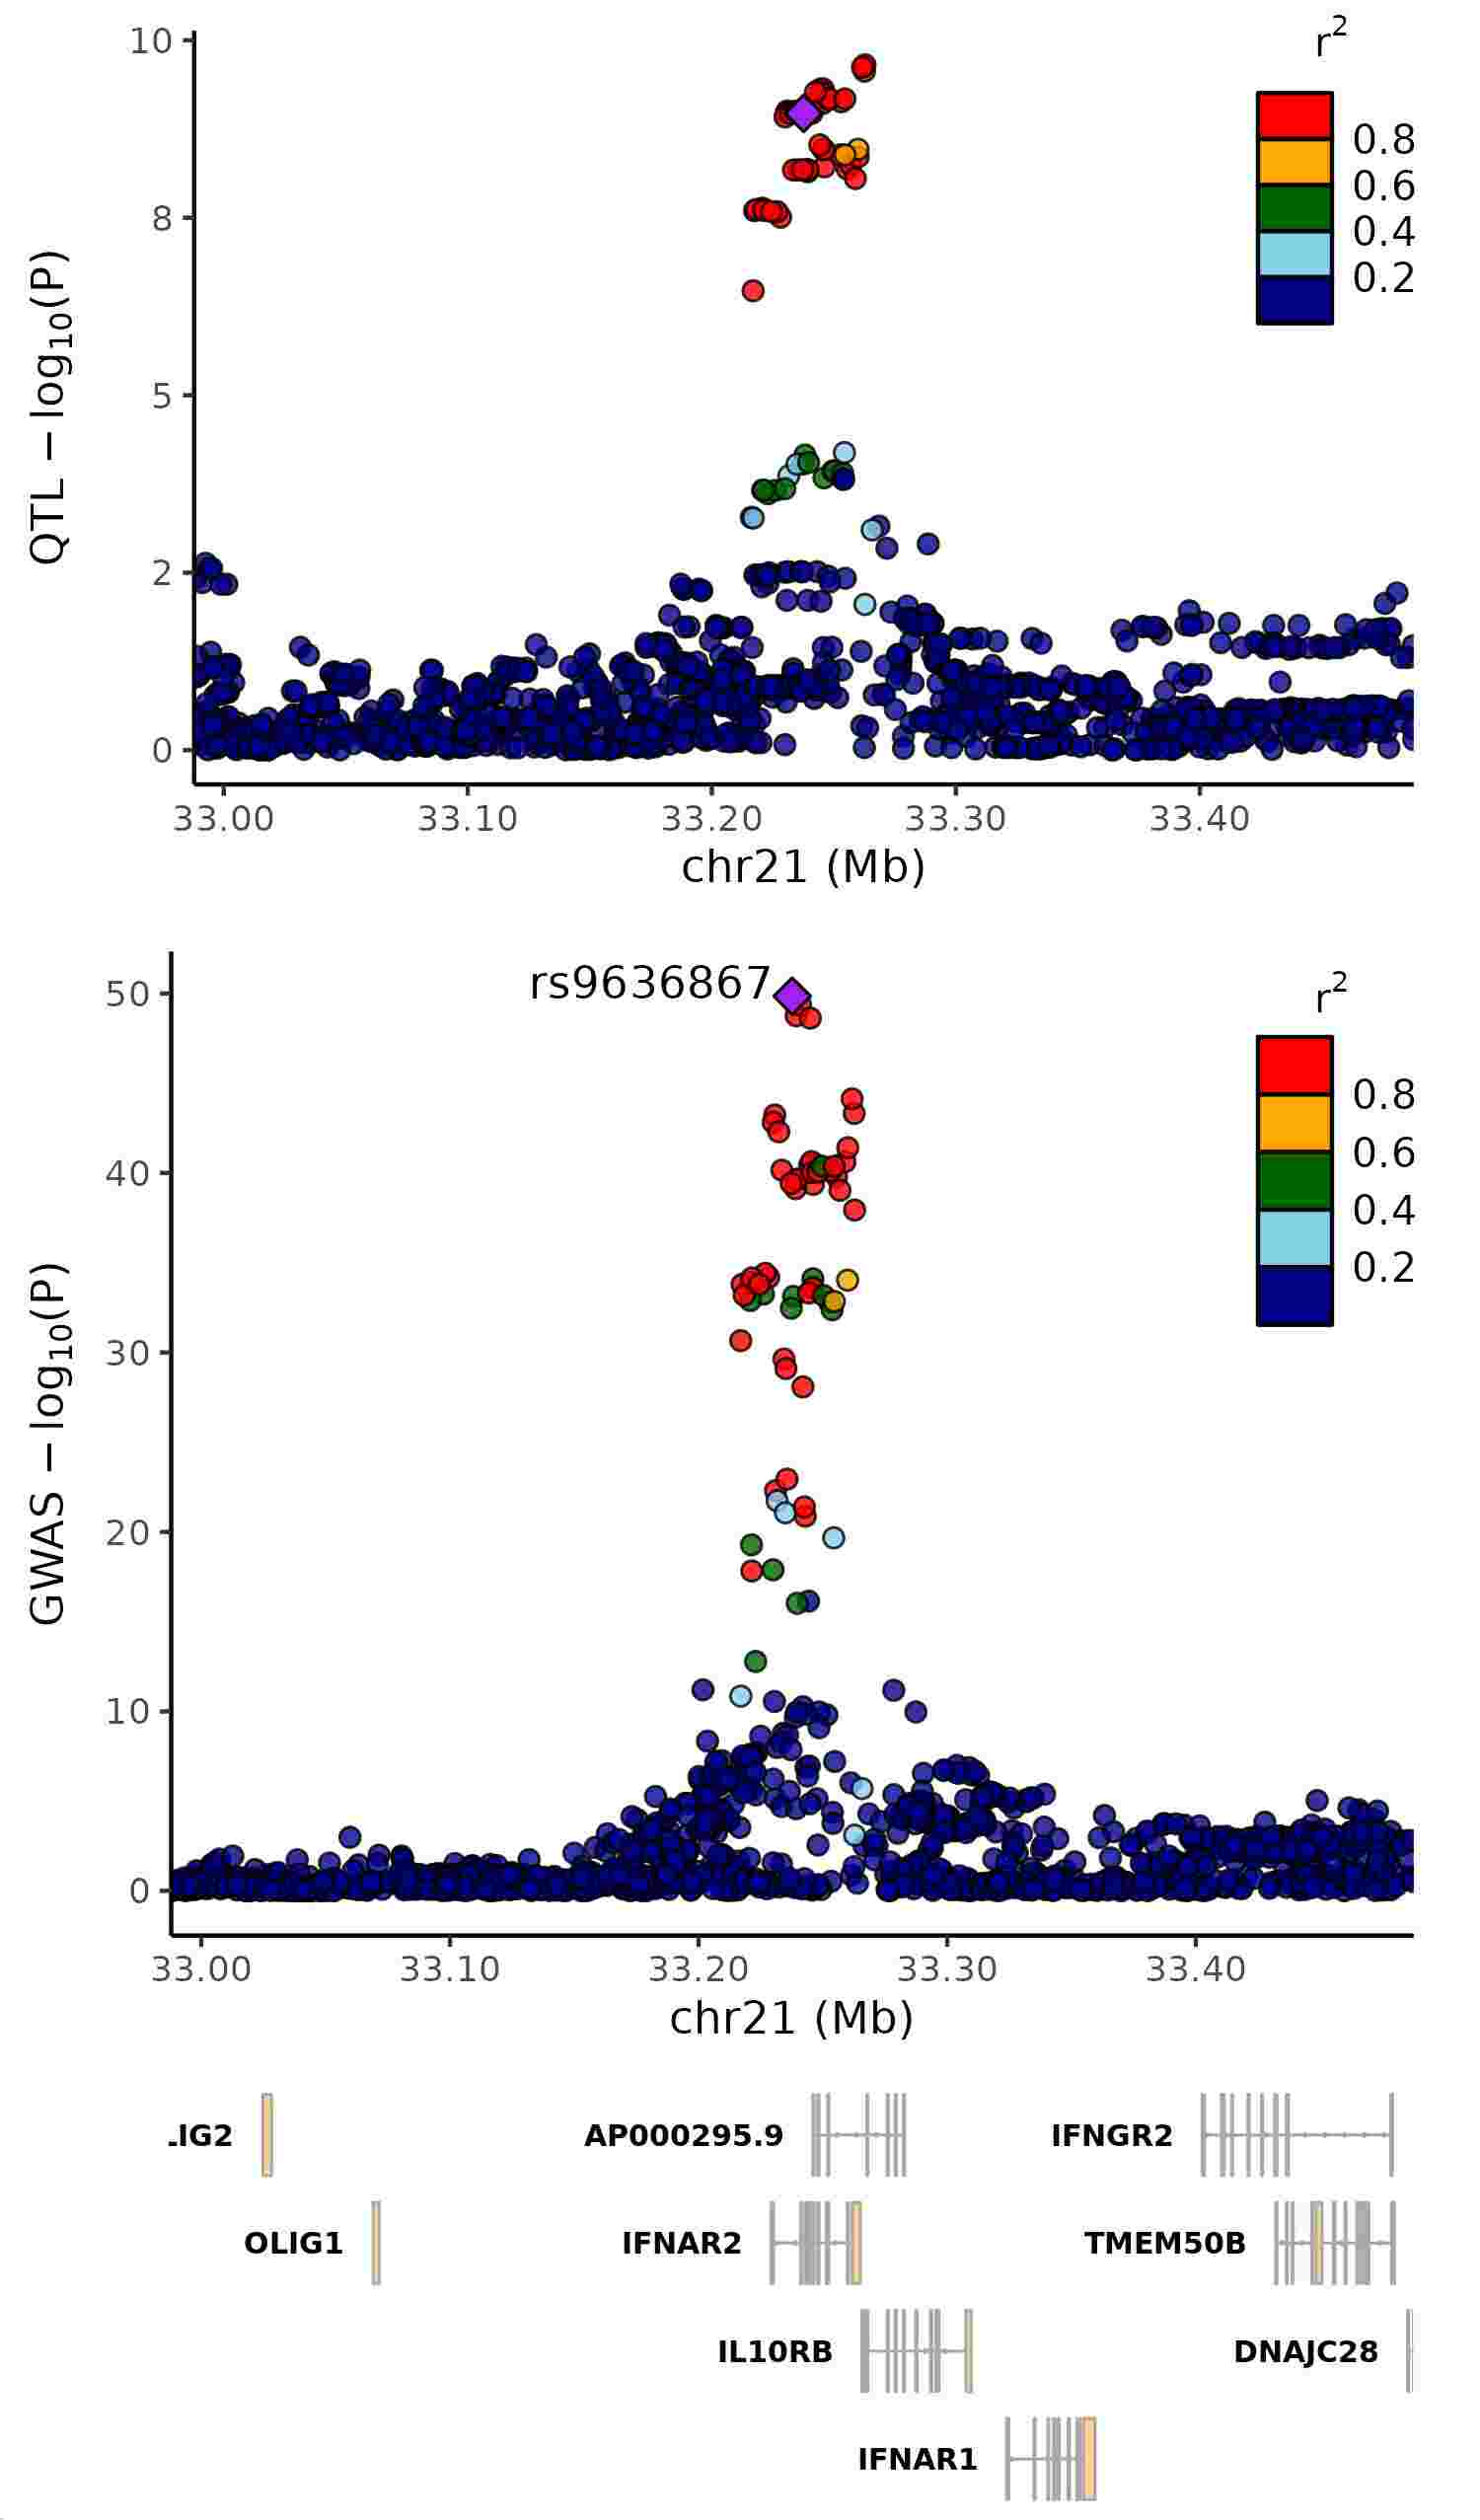 r2
10
8
5
2
0
0.8
0.6
0.4
0.2
QTL −log10(P)
33.00 33.10 33.20 33.30 33.40
chr21 (Mb)
rs9636867
r2
50
40
30
20
10
0
0.8
0.6
0.4
0.2
GWAS −log10(P)
33.00 33.10 33.20 33.30 33.40
chr21 (Mb)
.IG2 AP000295.9 IFNGR2
OLIG1 IFNAR2 TMEM50B
IL10RB DNAJC28
IFNAR1